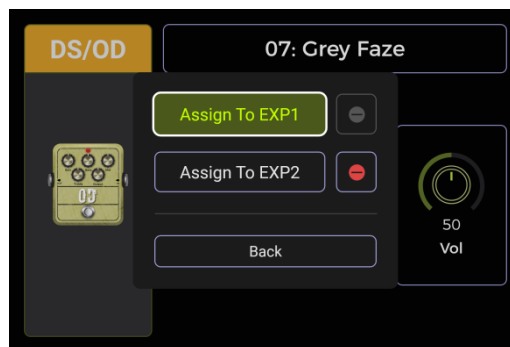 DS/OD
07: Grey Faze
Assign To EXP1
Assign To EXP2
Back
50
Vol